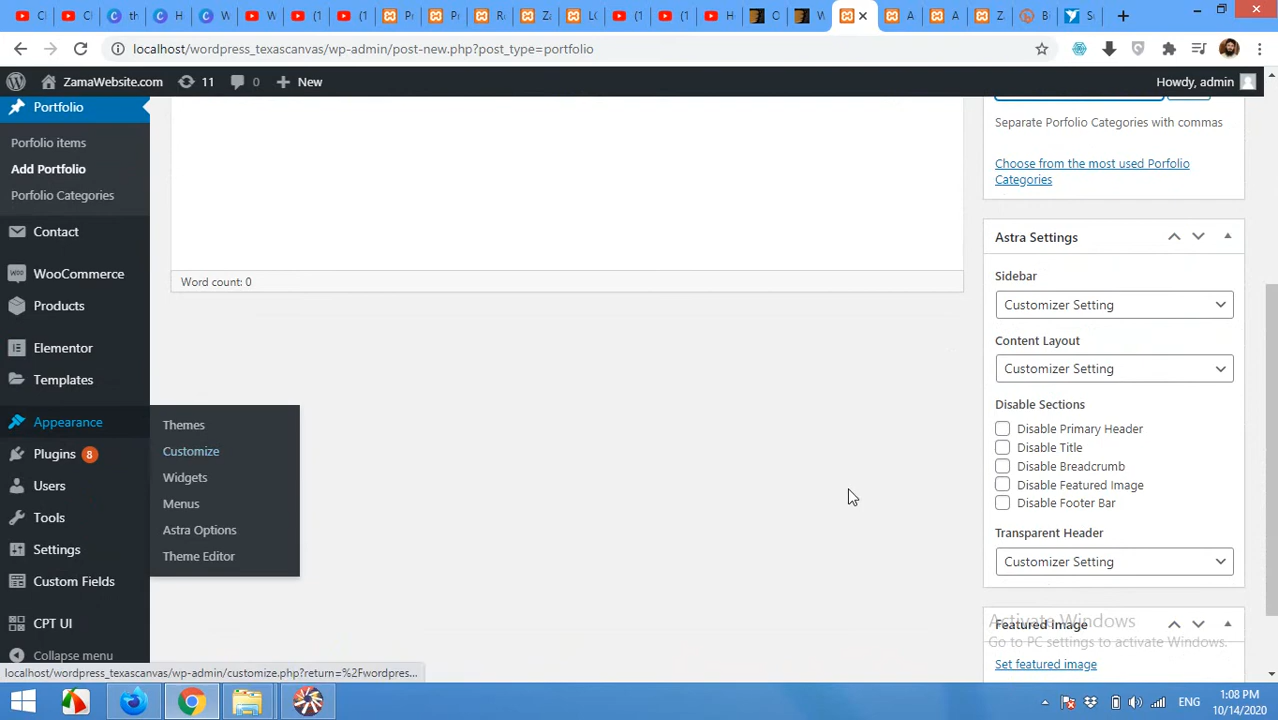 (1
(1
(1
localhost/wordpress_texascanvas/wp-admin/post-new.php?post_type=portfolio
ZamaWebsite.com
11
0
New
Howdy, admin
Portfolio
Porfolio items
Add Portfolio
Porfolio Categories
Contact
WooCommerce
Products
Elementor
Templates
Appearance
Plugins 8
Users
Tools
Settings
Custom Fields
CPT UI
Collapse menu
Themes
Customize
Widgets
Menus
Astra Options
Theme Editor
Word count: 0
Separate Porfolio Categories with commas
Choose from the most used Porfolio
Categories
Astra Settings
Sidebar
Customizer Setting
Content Layout
Customizer Setting
Disable Sections
Disable Primary Header
Disable Title
Disable Breadcrumb
Disable Featured Image
Disable Footer Bar
Transparent Header
Customizer Setting
Featured Image
Set featured image
Activate Windows
Go to PC settings to activate Windows.
localhost/wordpress_texascanvas/wp-admin/customize.php?return=%2Fwordpres...
ENG
1:08 PM
10/14/2020